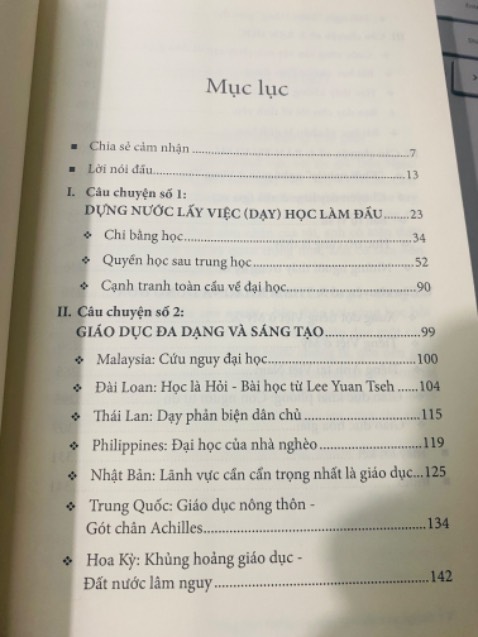 Mục lục
Chia sẻ cảm nhận ... 7
Lời nói đầu ... 13
I. Câu chuyện số 1:
DỰNG NƯỚC LẤY VIỆC (DẠY) HỌC LÀM ĐẦU ... 23
Chi bằng học ... 34
Quyền học sau trung học ... 52
Cạnh tranh toàn cầu về đại học ... 90
II. Câu chuyện số 2:
GIÁO DỤC ĐA DẠNG VÀ SÁNG TẠO ... 99
Malaysia: Cứu nguy đại học ... 100
Đài Loan: Học là Hỏi - Bài học từ Lee Yuan Tseh ... 104
Thái Lan: Dạy phản biện dân chủ ... 115
Philippines: Đại học của nhà nghèo ... 119
Nhật Bản: Lãnh vực cần cẩn trọng nhất là giáo dục ... 125
Trung Quốc: Giáo dục nông thôn -
Gót chân Achilles ... 134
Hoa Kỳ: Khủng hoảng giáo dục -
Đất nước lâm nguy ... 142